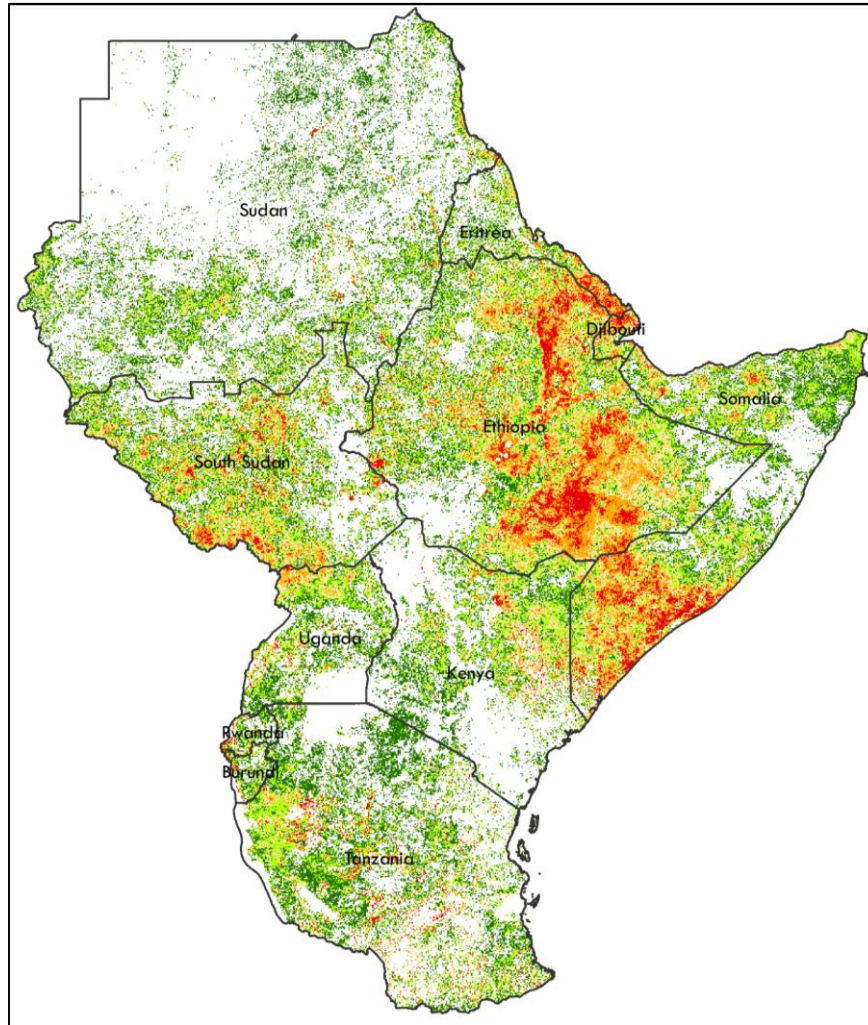 Sudan
Eritrea
Djibouti
Somalia
Ethiopia
South Sudan
Uganda
Kenya
Rwanda
Burundi
Tanzania